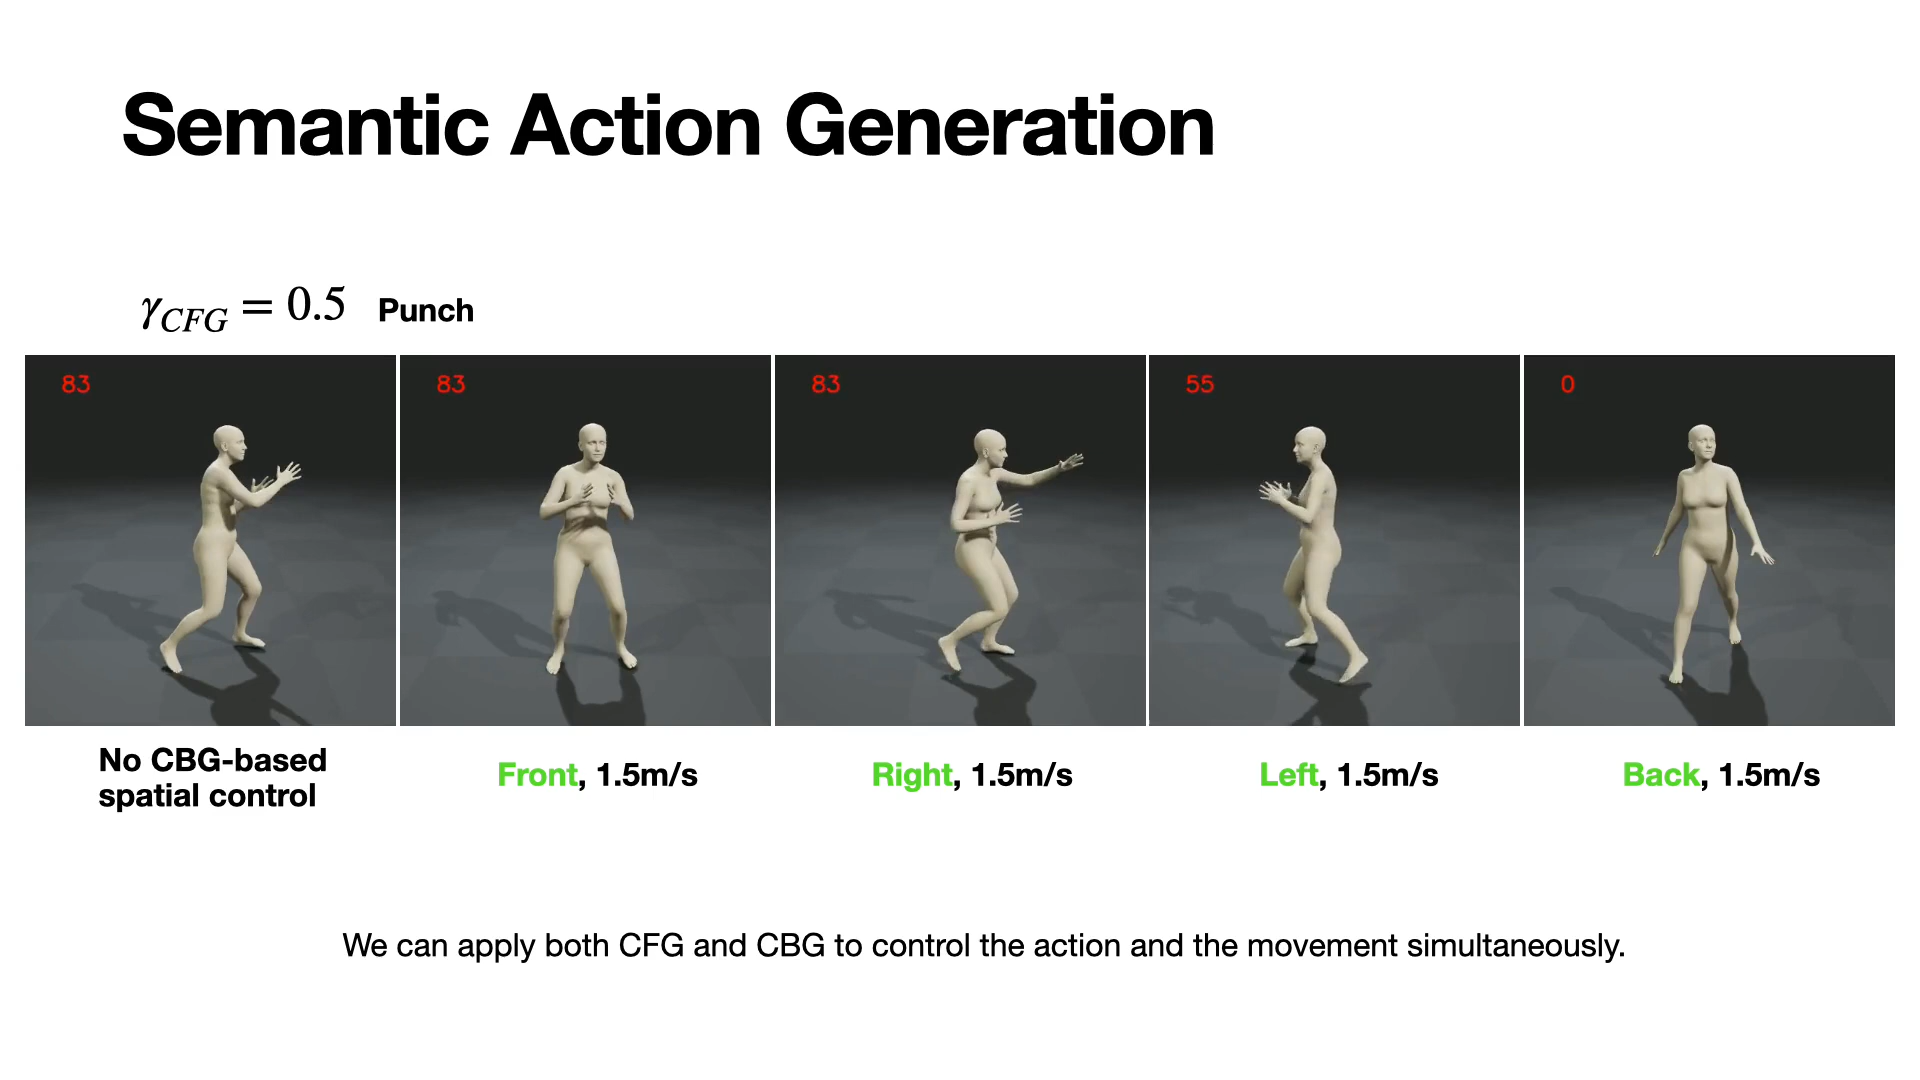 Semantic Action Generation
γCFG = 0.5 Punch
83
83
83
55
0
No CBG-based
spatial control
Front, 1.5m/s
Right, 1.5m/s
Left, 1.5m/s
Back, 1.5m/s
We can apply both CFG and CBG to control the action and the movement simultaneously.